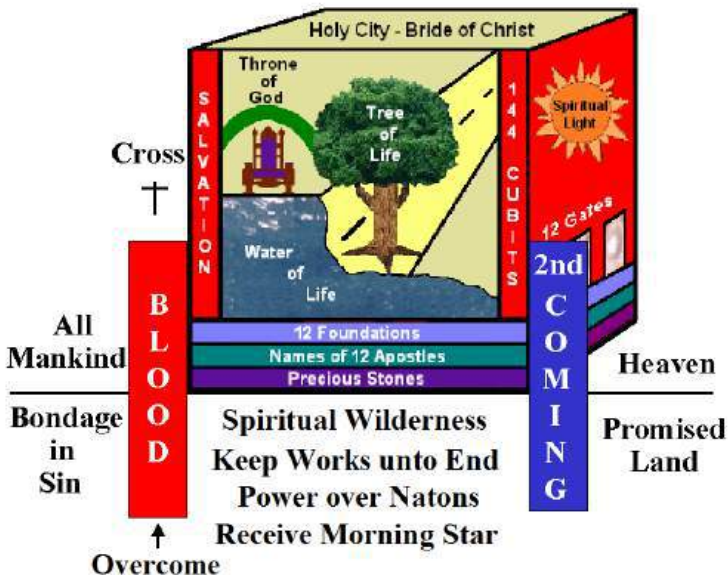 Holy City - Bride of Christ
Throne
of
God
SALVATION
Tree
of
Life
144 CUBITS
Spiritual
Light
Cross
12 Gates
Water
of
Life
BLOOD
2nd
COMING
All
Mankind
12 Foundations
Names of 12 Apostles
Precious Stones
Heaven
Bondage
in
Sin
Spiritual Wilderness
Keep Works unto End
Power over Natons
Receive Morning Star
Promised
Land
Overcome